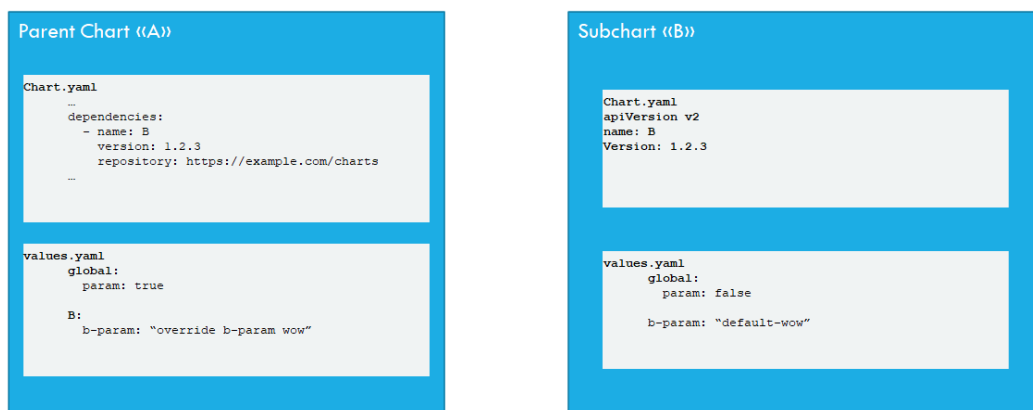 Parent Chart «A»
Chart.yaml
…
dependencies:
- name: B
version: 1.2.3
repository: https://example.com/charts
…
values.yaml
global:
param: true
B:
b-param: “override b-param wow”
Subchart «B»
Chart.yaml
apiVersion v2
name: B
Version: 1.2.3
values.yaml
global:
param: false
b-param: “default-wow”